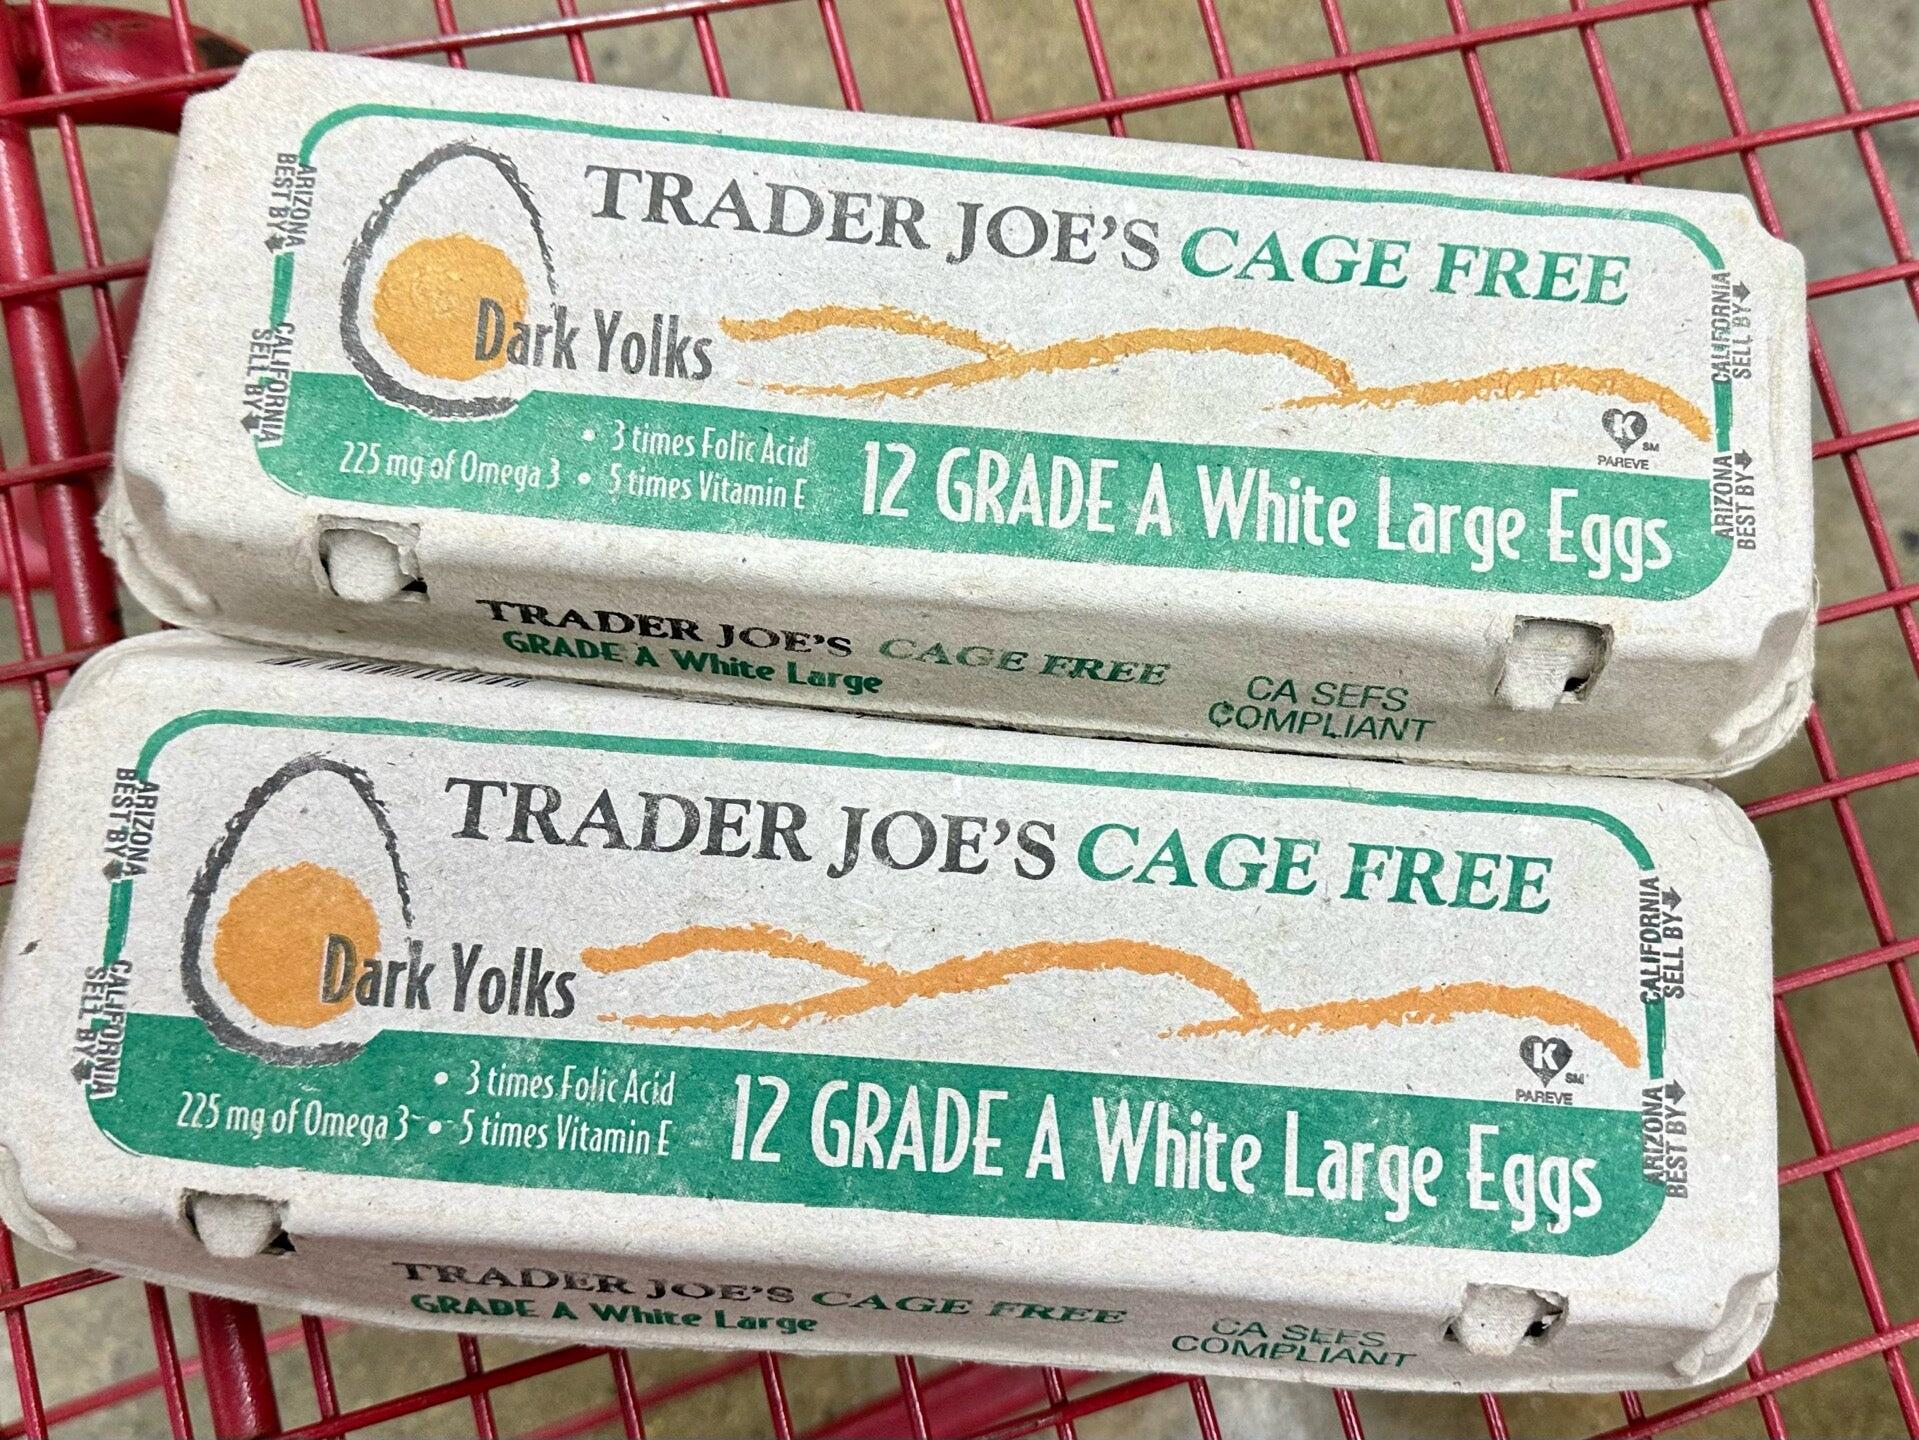 TRADER JOE'S CAGE FREE
Dark Yolks
ARIZONA
BEST BY
CALIFORNIA
SELL BY
225 mg of Omega 3 • 3 times Folic Acid
• 5 times Vitamin E
12 GRADE A White Large Eggs
K SM
PAREVE
CALIFORNIA
SELL BY
ARIZONA
BEST BY
TRADER JOE'S CAGE FREE
GRADE A White Large
CA SEFS
COMPLIANT
TRADER JOE'S CAGE FREE
Dark Yolks
ARIZONA
BEST BY
CALIFORNIA
SELL BY
225 mg of Omega 3 • 3 times Folic Acid
• 5 times Vitamin E
12 GRADE A White Large Eggs
K SM
PAREVE
CALIFORNIA
SELL BY
ARIZONA
BEST BY
TRADER JOE'S CAGE FREE
GRADE A White Large
CA SEFS
COMPLIANT